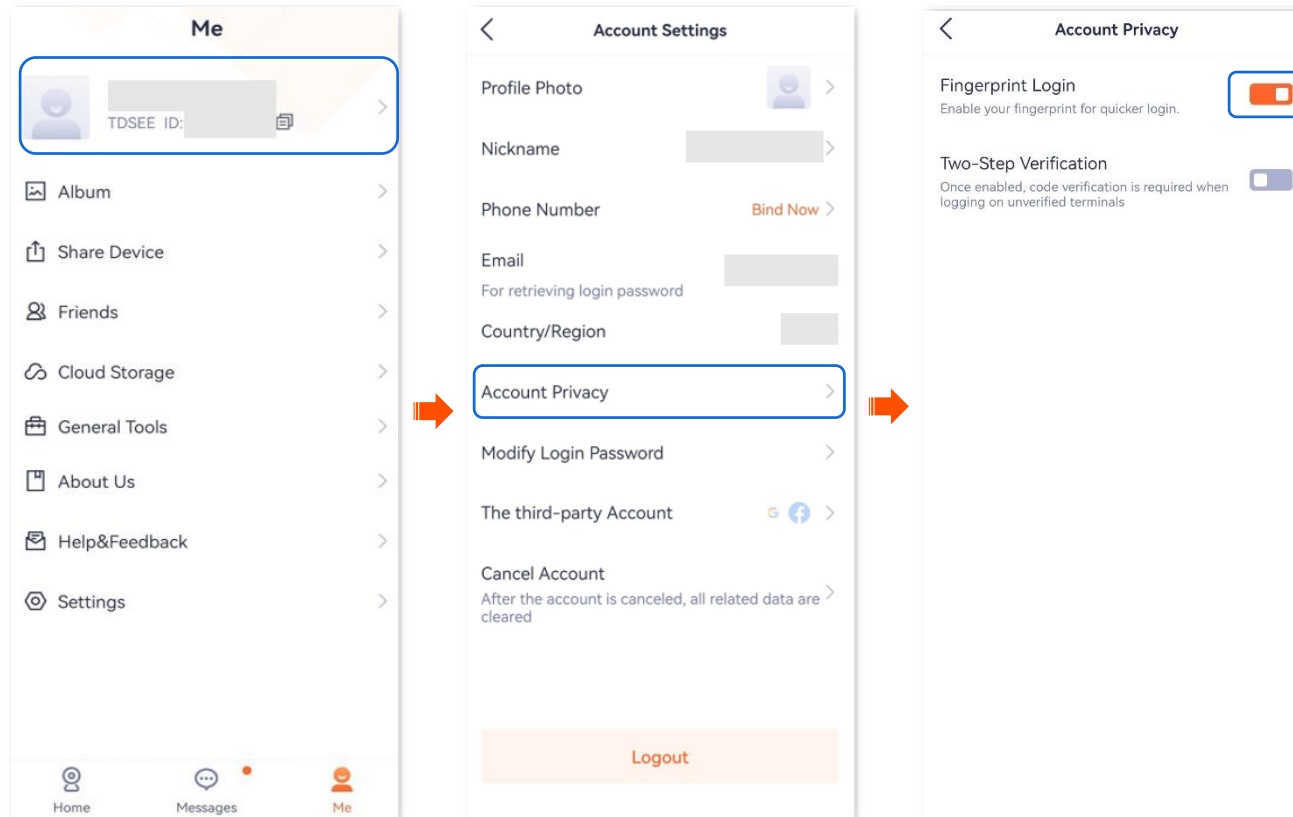 Me
TDSEE ID:
Album
Share Device
Friends
Cloud Storage
General Tools
About Us
Help&Feedback
Settings
Home
Messages
Me
Account Settings
Profile Photo
Nickname
Phone Number
Bind Now
Email
For retrieving login password
Country/Region
Account Privacy
Modify Login Password
The third-party Account
Cancel Account
After the account is canceled, all related data are
cleared
Logout
Account Privacy
Fingerprint Login
Enable your fingerprint for quicker login.
Two-Step Verification
Once enabled, code verification is required when
logging on unverified terminals